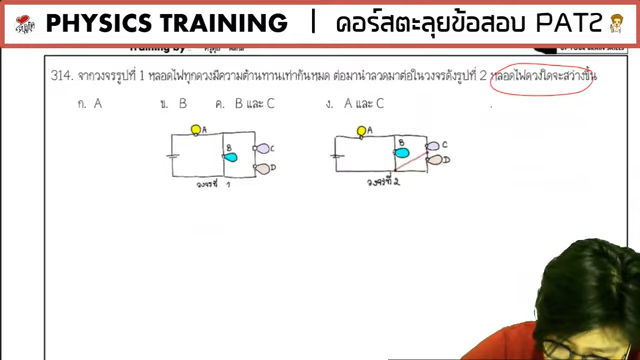 PHYSICS TRAINING | คอร์สตะลุยข้อสอบ PAT2
Training by :
314. จากวงจรรูปที่ 1 หลอดไฟทุกดวงมีความต้านทานเท่ากันหมด ต่อมานำลวดมาต่อในวงจรดังรูปที่ 2 หลอดไฟดวงใดจะสว่างขึ้น
ก. A ข. B ค. B และ C ง. A และ C
A B C D
วงจรที่ 1
A B C D
วงจรที่ 2